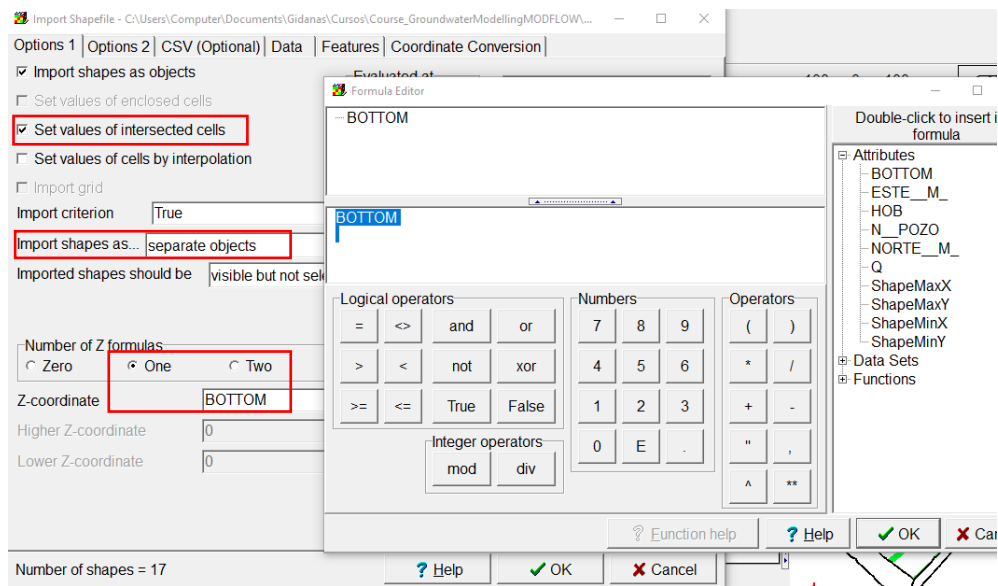 Import Shapefile - C:\Users\Computer\Documents\Gidanas\Cursos\Course_GroundwaterModellingMODFLOW\...
Options 1 Options 2 CSV (Optional) Data Features Coordinate Conversion
Import shapes as objects
Evaluated at
Set values of enclosed cells
Set values of intersected cells
Set values of cells by interpolation
Import grid
Import criterion True
Import shapes as... separate objects
Imported shapes should be visible but not sele
Number of Z formulas
Zero One Two
Z-coordinate BOTTOM
Higher Z-coordinate 0
Lower Z-coordinate 0
Number of shapes = 17
? Help OK Cancel
Formula Editor
BOTTOM
BOTTOM
Logical operators
= <> and or
> < not xor
>= <= True False
Integer operators
mod div
Numbers
7 8 9
4 5 6
1 2 3
0 E .
Operators
( )
* /
+ -
" ,
^ **
Double-click to insert i
formula
Attributes
BOTTOM
ESTE__M_
HOB
N__POZO
NORTE__M_
Q
ShapeMaxX
ShapeMaxY
ShapeMinX
ShapeMinY
Data Sets
Functions
? Function help ? Help OK Can